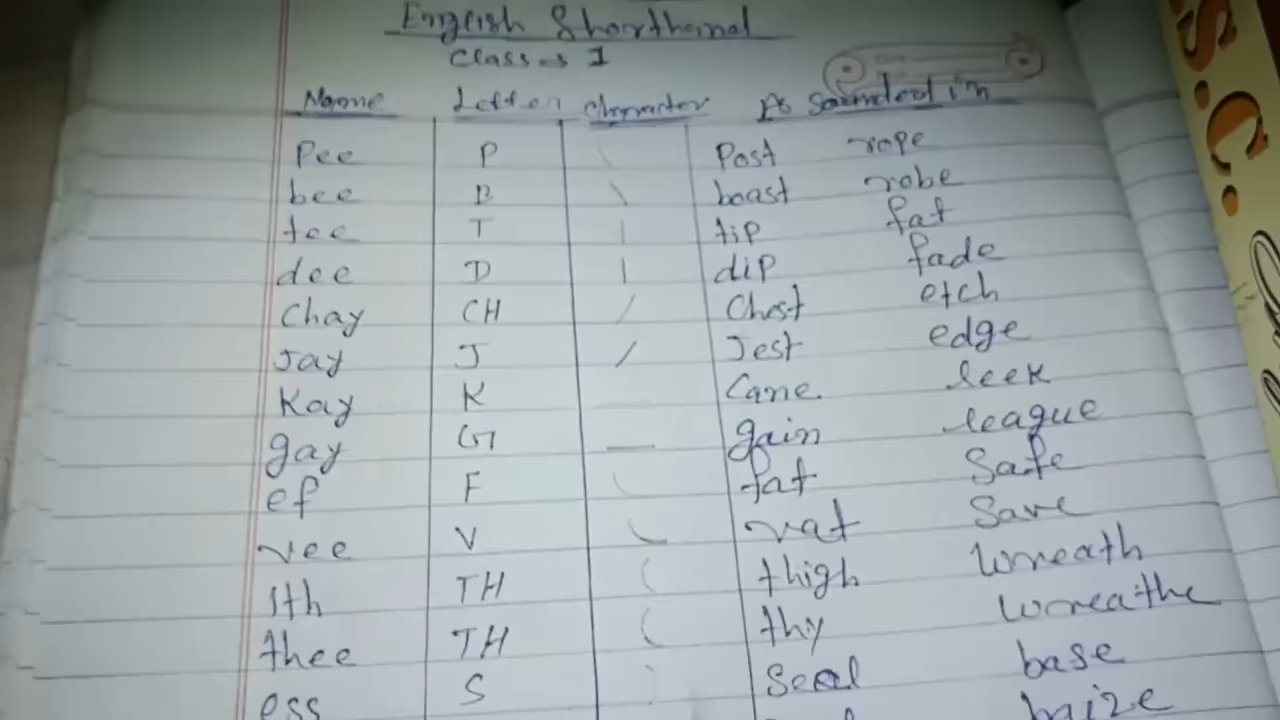 English Shorthand
Class → 1
Name Letter Character As Sounded in
Pee P Post rope
bee B boast robe
tee T tip fat
dee D dip fade
Chay CH Chest etch
Jay J Jest edge
Kay K Cane. leek
gay G gain league
ef F fat Safe
vee V vat Save
ith TH thigh wreath
thee TH thy wreathe
ess S Seal base
baize
S.C.